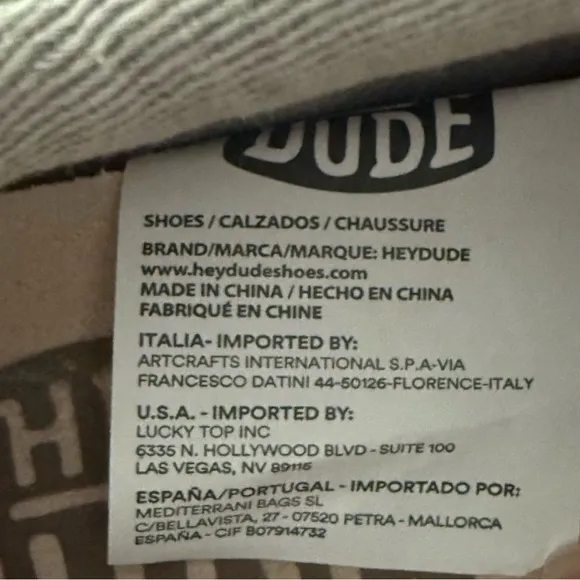 DUDE
SHOES / CALZADOS / CHAUSSURE
BRAND/MARCA/MARQUE: HEYDUDE
www.heydudeshoes.com
MADE IN CHINA / HECHO EN CHINA
FABRIQUÉ EN CHINE
ITALIA- IMPORTED BY:
ARTCRAFTS INTERNATIONAL S.P.A-VIA
FRANCESCO DATINI 44-50126-FLORENCE-ITALY
U.S.A. - IMPORTED BY:
LUCKY TOP INC
6335 N. HOLLYWOOD BLVD - SUITE 100
LAS VEGAS, NV 89115
ESPAÑA/PORTUGAL - IMPORTADO POR:
MEDITERRANI BAGS SL
C/BELLAVISTA, 27 - 07520 PETRA - MALLORCA
ESPAÑA - CIF B07914732